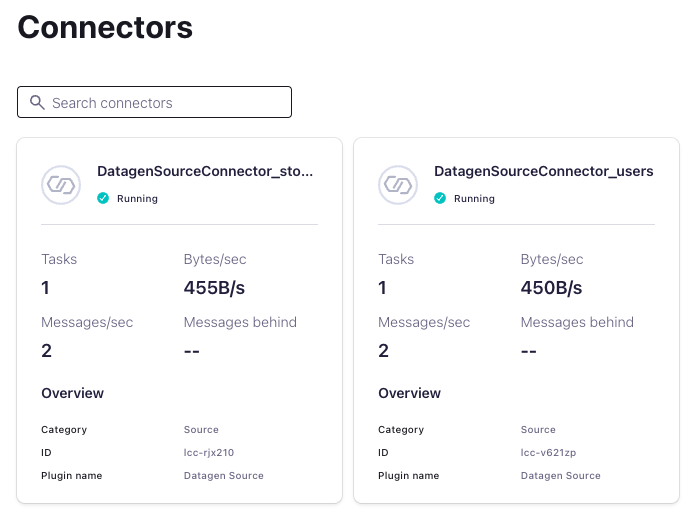 Connectors
Search connectors
DatagenSourceConnector_sto...
Running
Tasks
Bytes/sec
1
455B/s
Messages/sec
Messages behind
2
--
Overview
Category Source
ID lcc-rjx210
Plugin name Datagen Source
DatagenSourceConnector_users
Running
Tasks
Bytes/sec
1
450B/s
Messages/sec
Messages behind
2
--
Overview
Category Source
ID lcc-v621zp
Plugin name Datagen Source